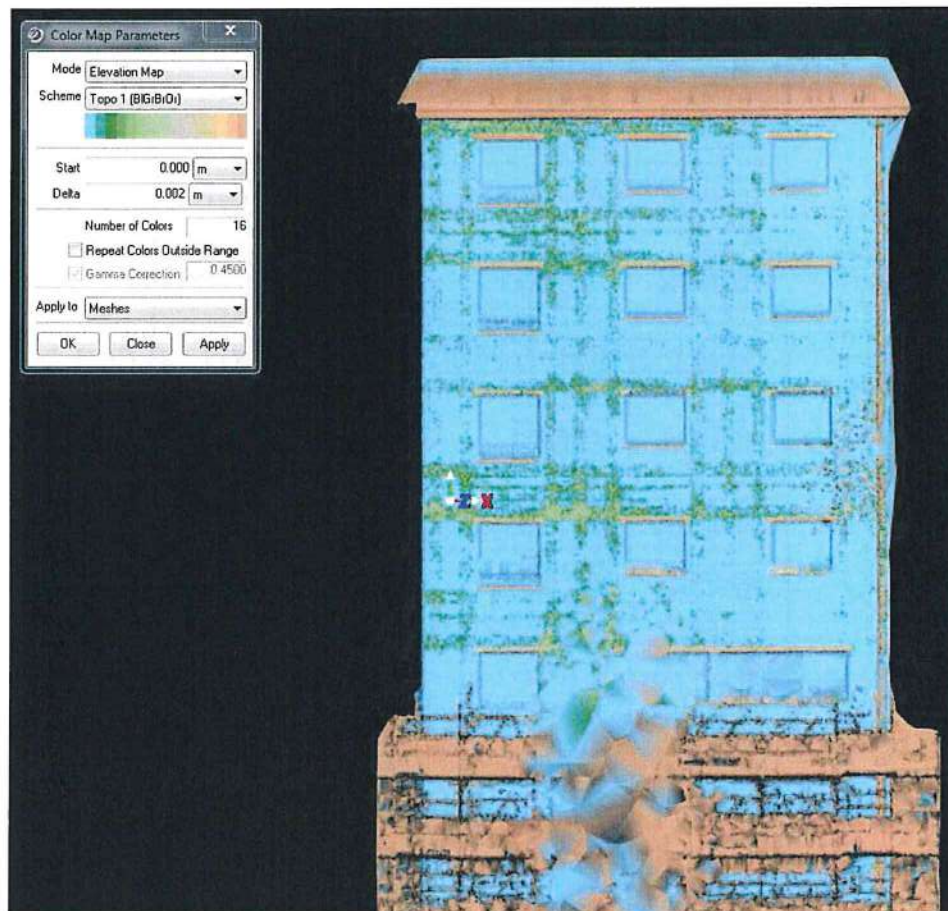 Color Map Parameters X
Mode Elevation Map
Scheme Topo 1 (BlGrBrOr)
Start 0.000 m
Delta 0.002 m
Number of Colors 16
Repeat Colors Outside Range
Gamma Correction 0.4500
Apply to Meshes
OK Close Apply
Z X